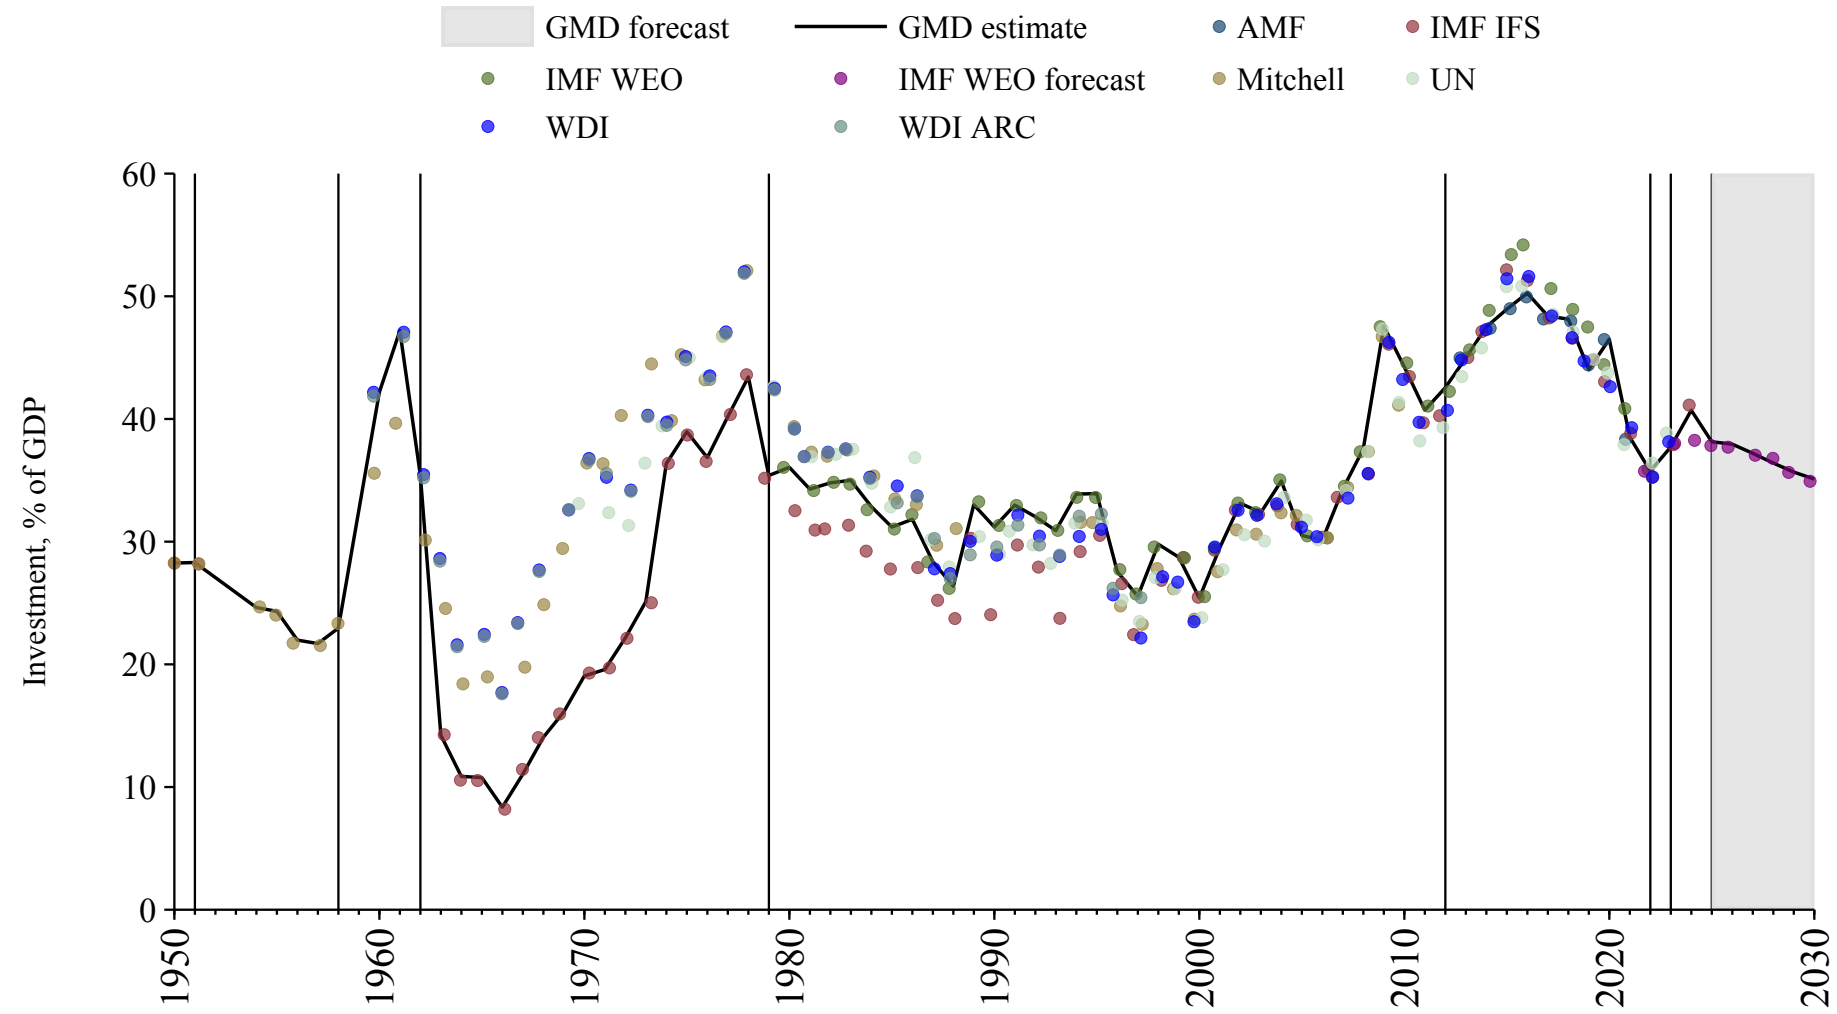 GMD forecast GMD estimate AMF IMF IFS
IMF WEO IMF WEO forecast Mitchell UN
WDI WDI ARC
Investment, % of GDP
60
50
40
30
20
10
0
1950 1960 1970 1980 1990 2000 2010 2020 2030